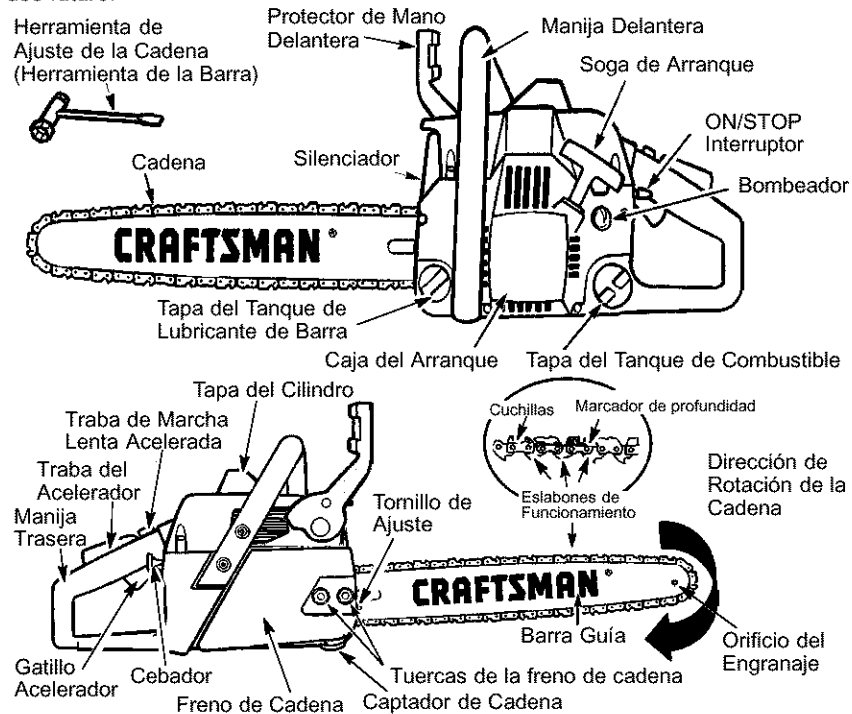 Protector de Mano
Delantera
Herramienta de
Ajuste de la Cadena
(Herramienta de la Barra)
Manija Delantera
Soga de Arranque
ON/STOP
Interruptor
Cadena
Silenciador
Bombeador
CRAFTSMAN®
Tapa del Tanque de
Lubricante de Barra
Caja del Arranque
Tapa del Tanque de Combustible
Tapa del Cilindro
Traba de Marcha
Lenta Acelerada
Cuchillas
Marcador de profundidad
Traba del
Acelerador
Eslabones de
Funcionamiento
Dirección de
Rotación de la
Cadena
Manija
Trasera
Tornillo de
Ajuste
CRAFTSMAN®
Barra Guía
Orificio del
Engranaje
Gatillo
Acelerador
Cebador
Tuercas de la freno de cadena
Freno de Cadena
Captador de Cadena